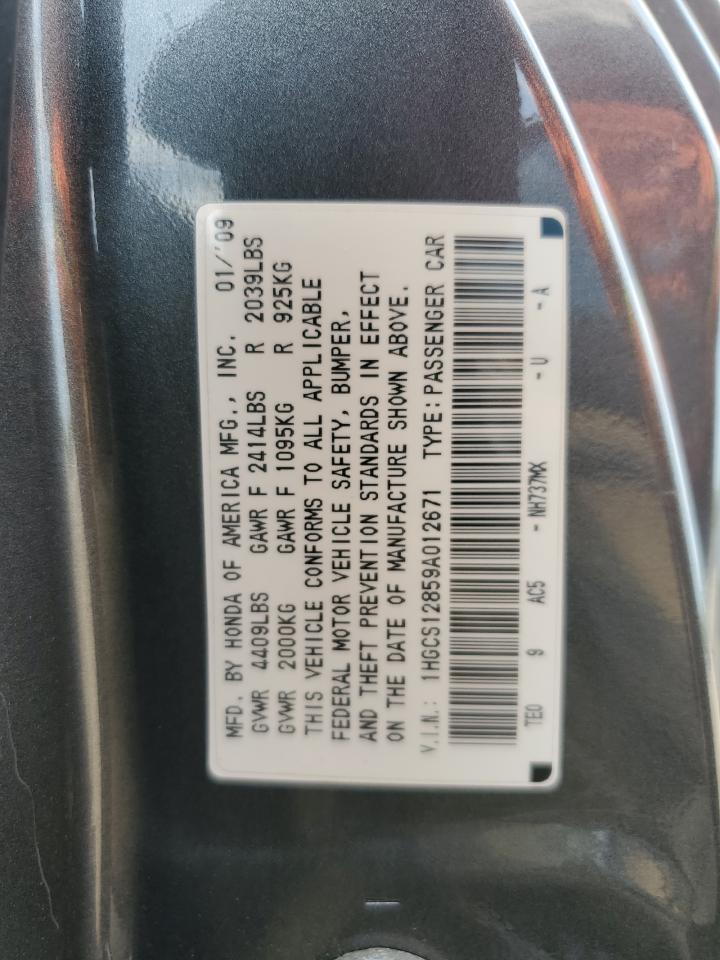 MFD. BY HONDA OF AMERICA MFG., INC. 01/'09
GVWR 4409LBS GAWR F 2414LBS R 2039LBS
GVWR 2000KG GAWR F 1095KG R 925KG
THIS VEHICLE CONFORMS TO ALL APPLICABLE
FEDERAL MOTOR VEHICLE SAFETY, BUMPER,
AND THEFT PREVENTION STANDARDS IN EFFECT
ON THE DATE OF MANUFACTURE SHOWN ABOVE.
V.I.N.: 1HGCS12859A012671 TYPE:PASSENGER CAR
TE0 9 AC5 - NH737MX - U - A